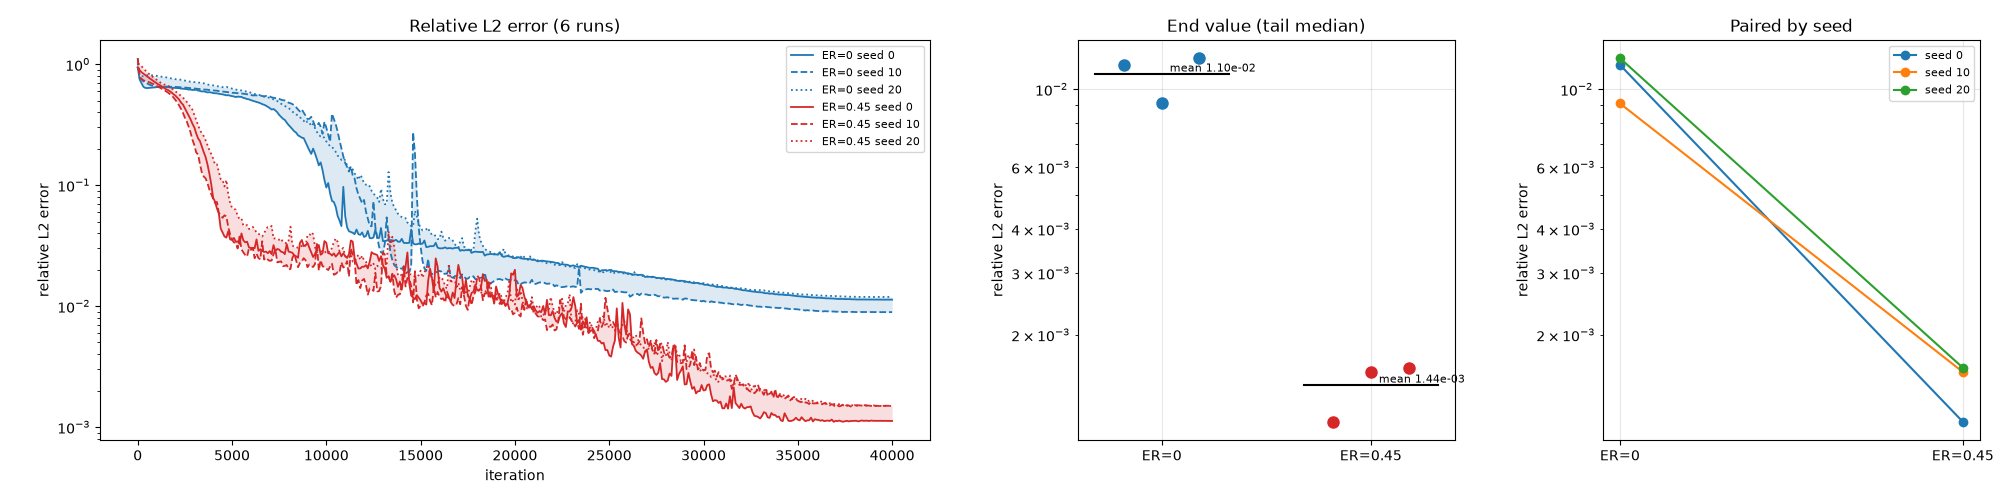 Relative L2 error (6 runs)
relative L2 error
10⁰
10⁻¹
10⁻²
10⁻³
ER=0 seed 0
ER=0 seed 10
ER=0 seed 20
ER=0.45 seed 0
ER=0.45 seed 10
ER=0.45 seed 20
0 5000 10000 15000 20000 25000 30000 35000 40000
iteration
End value (tail median)
relative L2 error
10⁻²
6 × 10⁻³
4 × 10⁻³
3 × 10⁻³
2 × 10⁻³
mean 1.10e-02
mean 1.44e-03
ER=0 ER=0.45
Paired by seed
relative L2 error
10⁻²
6 × 10⁻³
4 × 10⁻³
3 × 10⁻³
2 × 10⁻³
seed 0
seed 10
seed 20
ER=0 ER=0.45